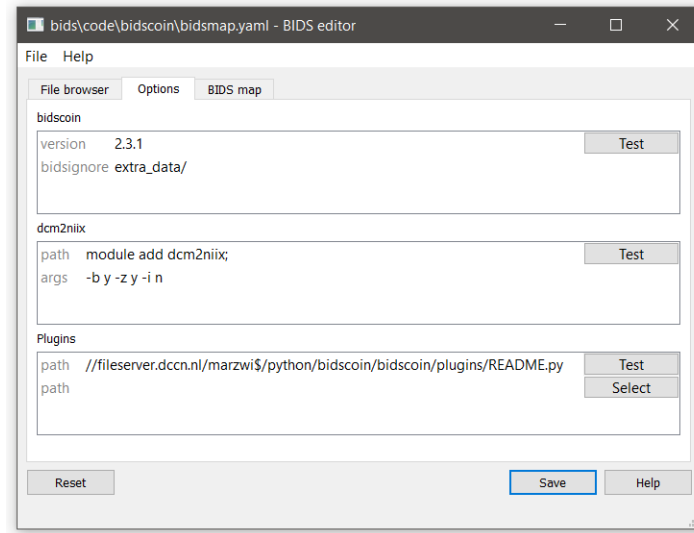 bids\code\bidscoin\bidsmap.yaml - BIDS editor
File Help
File browser Options BIDS map
bidscoin
version 2.3.1 Test
bidsignore extra_data/
dcm2niix
path module add dcm2niix; Test
args -b y -z y -i n
Plugins
path //fileserver.dccn.nl/marzwi$/python/bidscoin/bidscoin/plugins/README.py Test
path Select
Reset Save Help